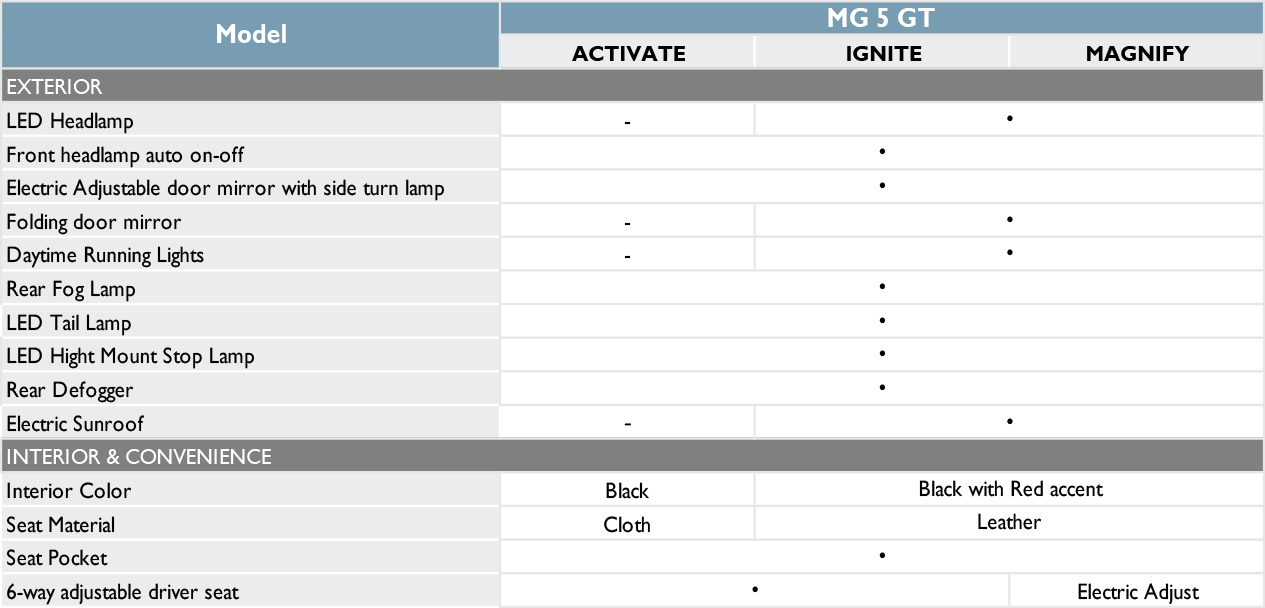 Model MG 5 GT
ACTIVATE IGNITE MAGNIFY
EXTERIOR
LED Headlamp - •
Front headlamp auto on-off •
Electric Adjustable door mirror with side turn lamp •
Folding door mirror - •
Daytime Running Lights - •
Rear Fog Lamp •
LED Tail Lamp •
LED Hight Mount Stop Lamp •
Rear Defogger •
Electric Sunroof - •
INTERIOR & CONVENIENCE
Interior Color Black Black with Red accent
Seat Material Cloth Leather
Seat Pocket •
6-way adjustable driver seat • Electric Adjust